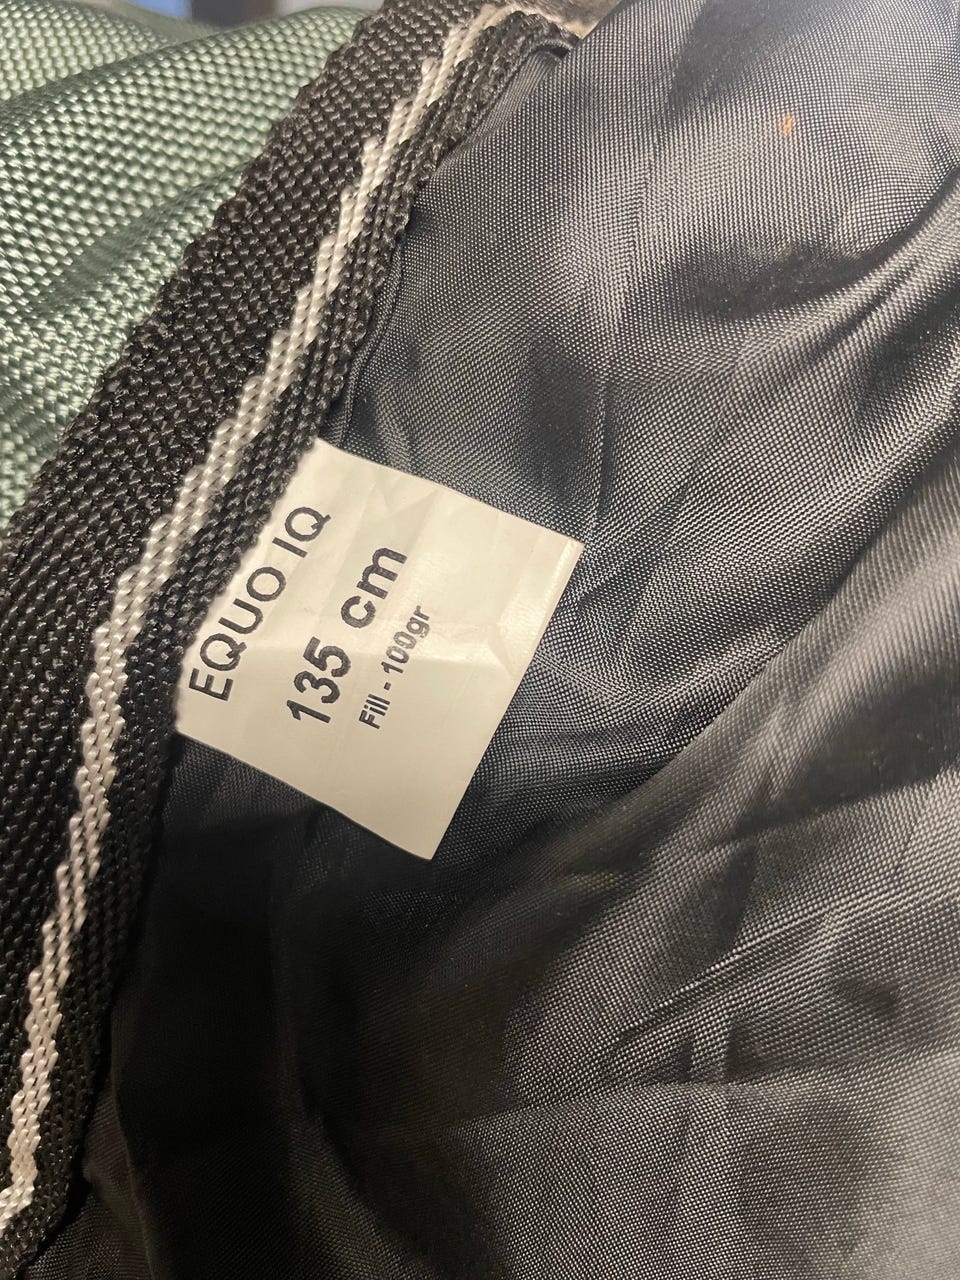 EQUO IQ
135 cm
Fill - 100gr